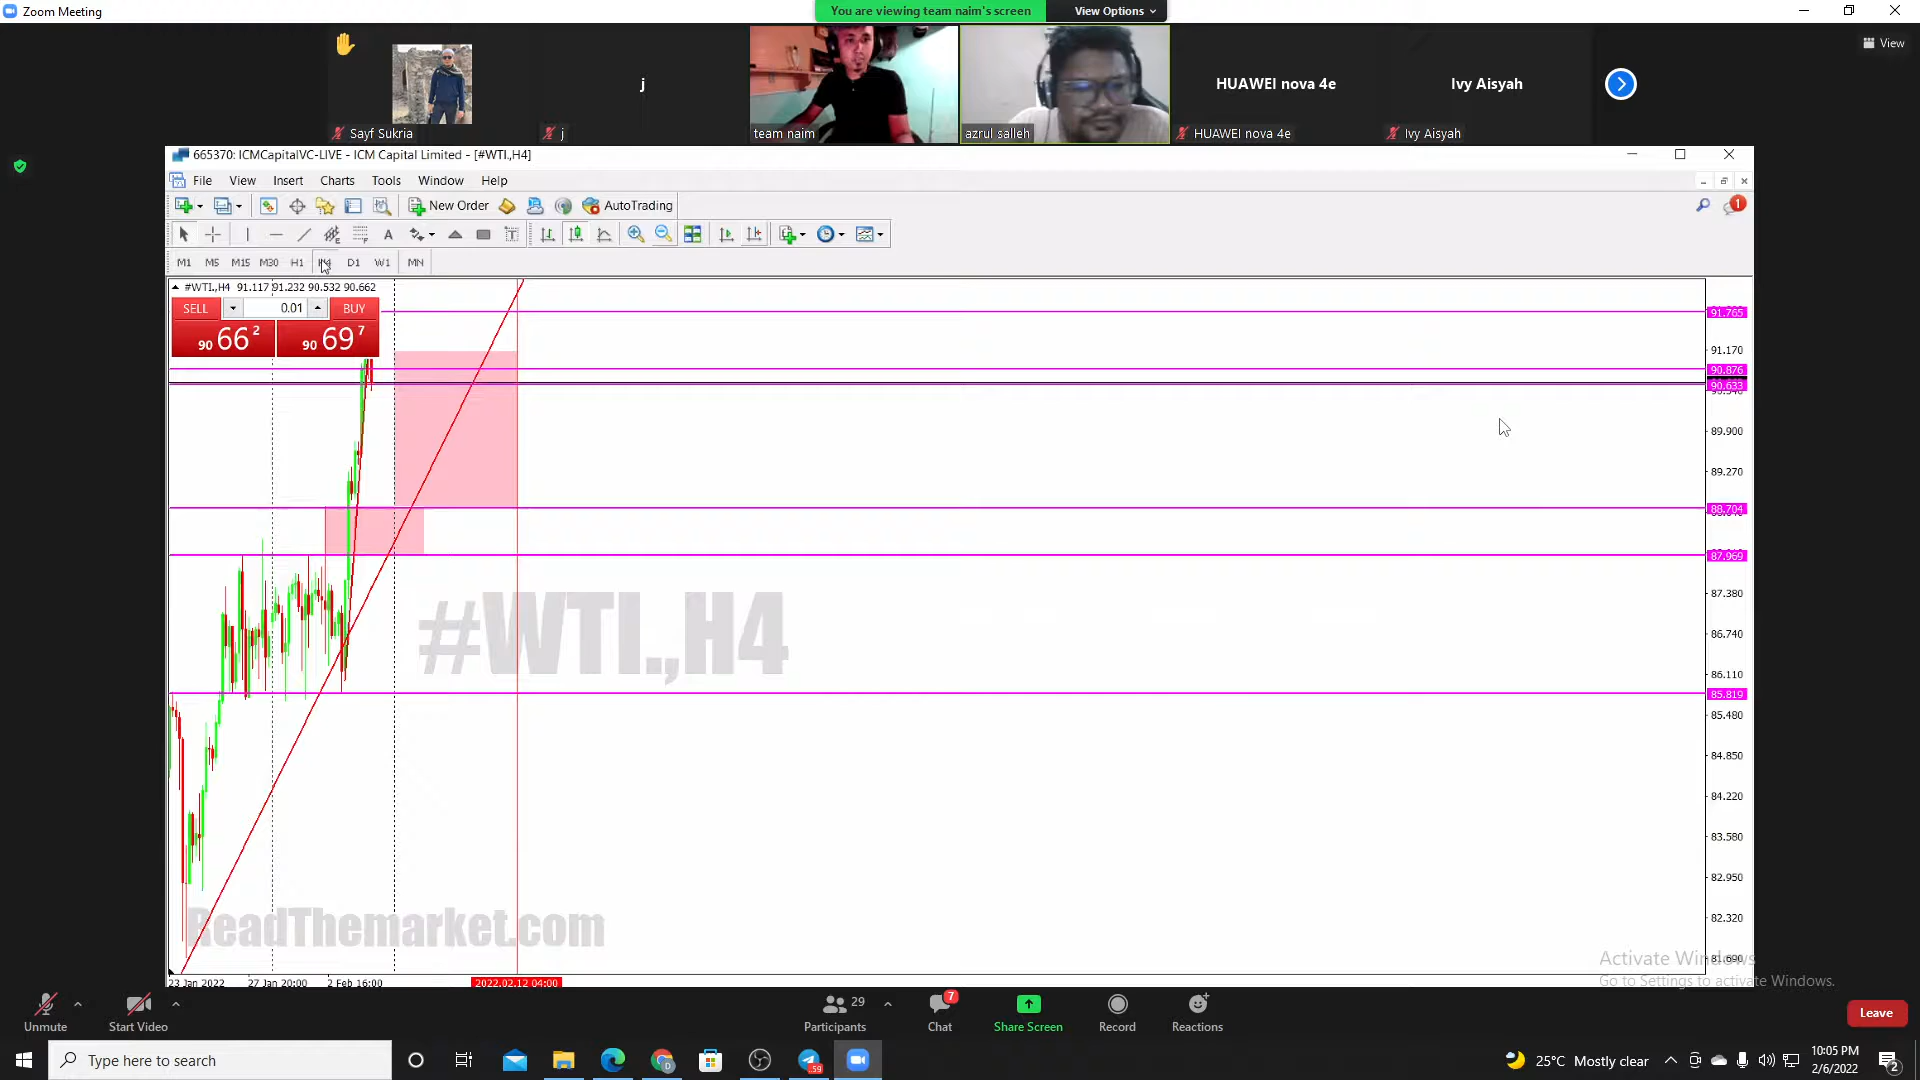 Zoom Meeting
You are viewing team naim's screen
View Options
View
j
HUAWEI nova 4e
Ivy Aisyah
Sayf Sukria
j
team naim
azrul salleh
HUAWEI nova 4e
Ivy Aisyah
665370: ICMCapitalVC-LIVE - ICM Capital Limited - [#WTI.,H4]
File View Insert Charts Tools Window Help
New Order AutoTrading
1
A T
M1 M5 M15 M30 H1 H4 D1 W1 MN
#WTI.,H4 91.117 91.232 90.532 90.662
SELL 0.01 BUY
90 66 2 90 69 7
91.765
91.170
90.876
90.633
89.900
89.270
88.704
87.969
87.380
86.740
86.110
85.819
85.480
84.850
84.220
83.580
82.950
82.320
81.690
#WTI.,H4
ReadThemarket.com
23 Jan 2022 27 Jan 20:00 2 Feb 16:00 2022.02.12 04:00
Activate Windows
Go to Settings to activate Windows.
Unmute
Start Video
29
Participants
7
Chat
Share Screen
Record
Reactions
Leave
Type here to search
59
25°C Mostly clear
10:05 PM
2/6/2022
2